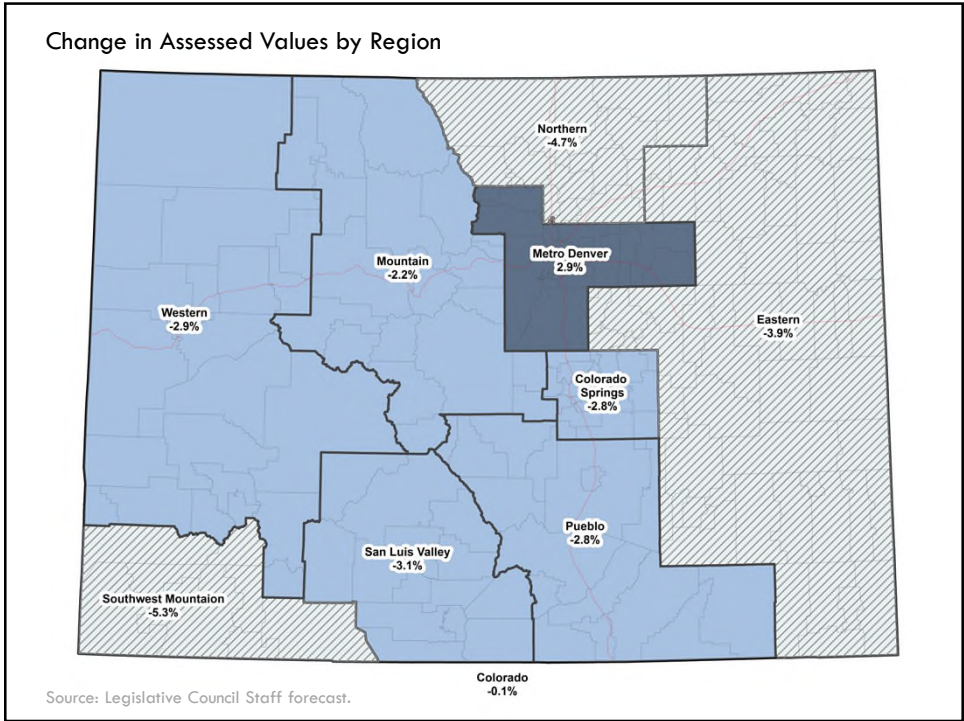 Change in Assessed Values by Region
Northern
-4.7%
Metro Denver
2.9%
Mountain
-2.2%
Western
-2.9%
Eastern
-3.9%
Colorado
Springs
-2.8%
Pueblo
-2.8%
San Luis Valley
-3.1%
Southwest Mountaion
-5.3%
Colorado
-0.1%
Source: Legislative Council Staff forecast.